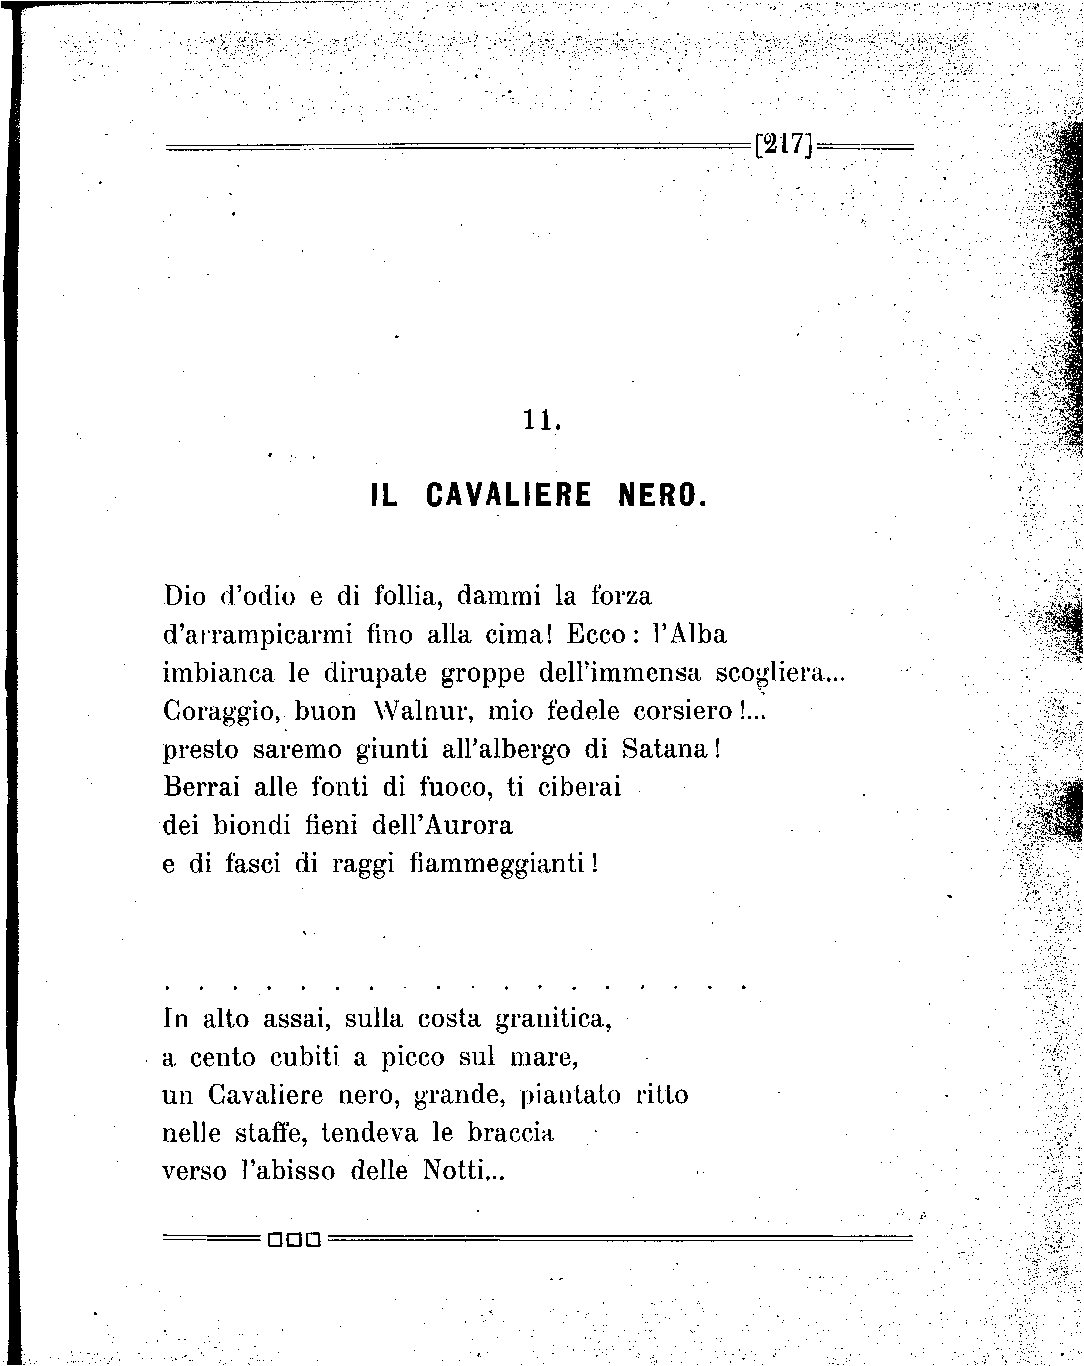 [217]
11.
IL CAVALIERE NERO.
Dio d'odio e di follia, dammi la forza
d'arrampicarmi fino alla cima! Ecco: l'Alba
imbianca le dirupate groppe dell'immensa scogliera...
Coraggio, buon Walnur, mio fedele corsiero!...
presto saremo giunti all'albergo di Satana!
Berrai alle fonti di fuoco, ti ciberai
dei biondi fieni dell'Aurora
e di fasci di raggi fiammeggianti!
. . . . . . . . . . . . . . . . . .
In alto assai, sulla costa granitica,
a cento cubiti a picco sul mare,
un Cavaliere nero, grande, piantato ritto
nelle staffe, tendeva le braccia
verso l'abisso delle Notti...